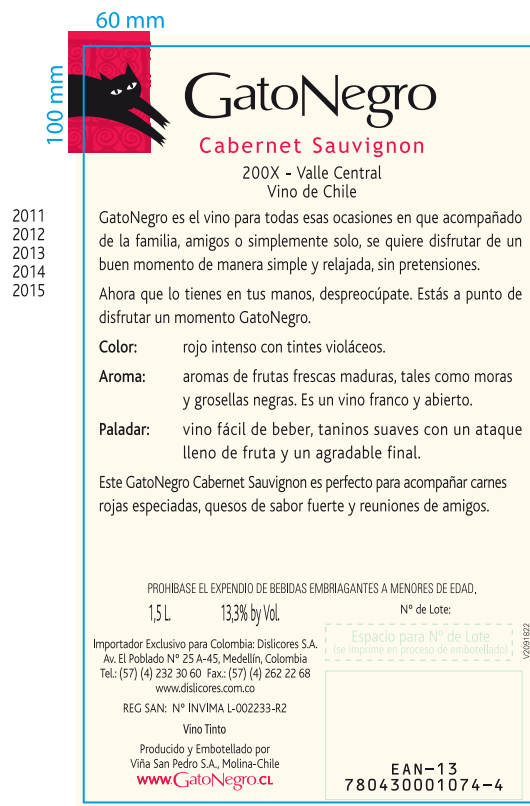 60 mm
100 mm
GatoNegro
Cabernet Sauvignon
200X - Valle Central
Vino de Chile
2011
2012
2013
2014
2015
GatoNegro es el vino para todas esas ocasiones en que acompañado
de la familia, amigos o simplemente solo, se quiere disfrutar de un
buen momento de manera simple y relajada, sin pretensiones.
Ahora que lo tienes en tus manos, despreocúpate. Estás a punto de
disfrutar un momento GatoNegro.
Color: rojo intenso con tintes violáceos.
Aroma: aromas de frutas frescas maduras, tales como moras
y grosellas negras. Es un vino franco y abierto.
Paladar: vino fácil de beber, taninos suaves con un ataque
lleno de fruta y un agradable final.
Este GatoNegro Cabernet Sauvignon es perfecto para acompañar carnes
rojas especiadas, quesos de sabor fuerte y reuniones de amigos.
PROHIBASE EL EXPENDIO DE BEBIDAS EMBRIAGANTES A MENORES DE EDAD.
1,5 L. 13,3% by Vol.
Nº de Lote:
Espacio para Nº de Lote
(se imprime en proceso de embotellado)
V2091822
Importador Exclusivo para Colombia: Dislicores S.A.
Av. El Poblado Nº 25 A-45, Medellín, Colombia
Tel.: (57) (4) 232 30 60 Fax.: (57) (4) 262 22 68
www.dislicores.com.co
REG SAN: Nº INVIMA L-002233-R2
Vino Tinto
Producido y Embotellado por
Viña San Pedro S.A., Molina-Chile
www.GatoNegro.CL
EAN-13
780430001074-4